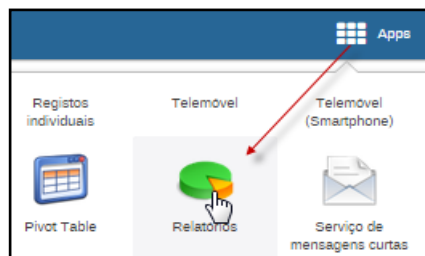 Apps
Registos
individuais
Telemóvel
Telemóvel
(Smartphone)
Pivot Table
Relatórios
Serviço de
mensagens curtas